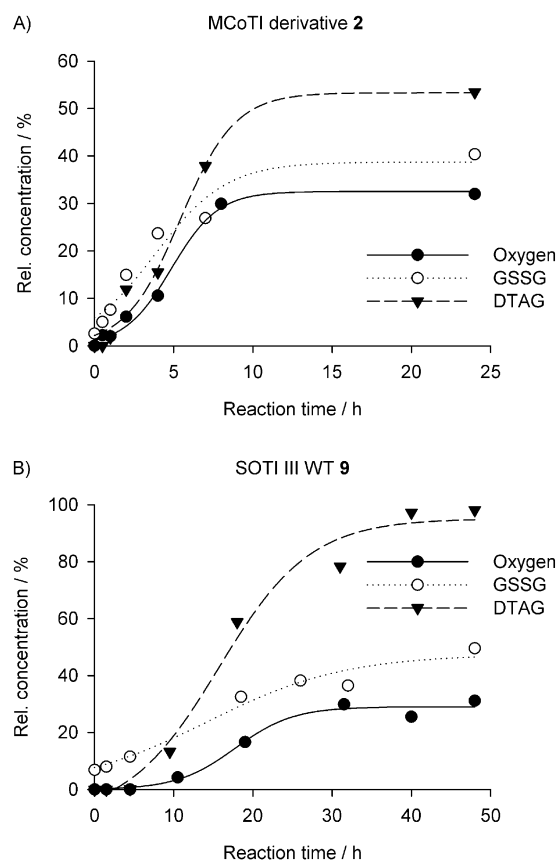 A)
MCoTI derivative 2
Rel. concentration / %
60
50
40
30
20
10
0
Oxygen
GSSG
DTAG
0 5 10 15 20 25
Reaction time / h
B)
SOTI III WT 9
Rel. concentration / %
100
80
60
40
20
0
Oxygen
GSSG
DTAG
0 10 20 30 40 50
Reaction time / h